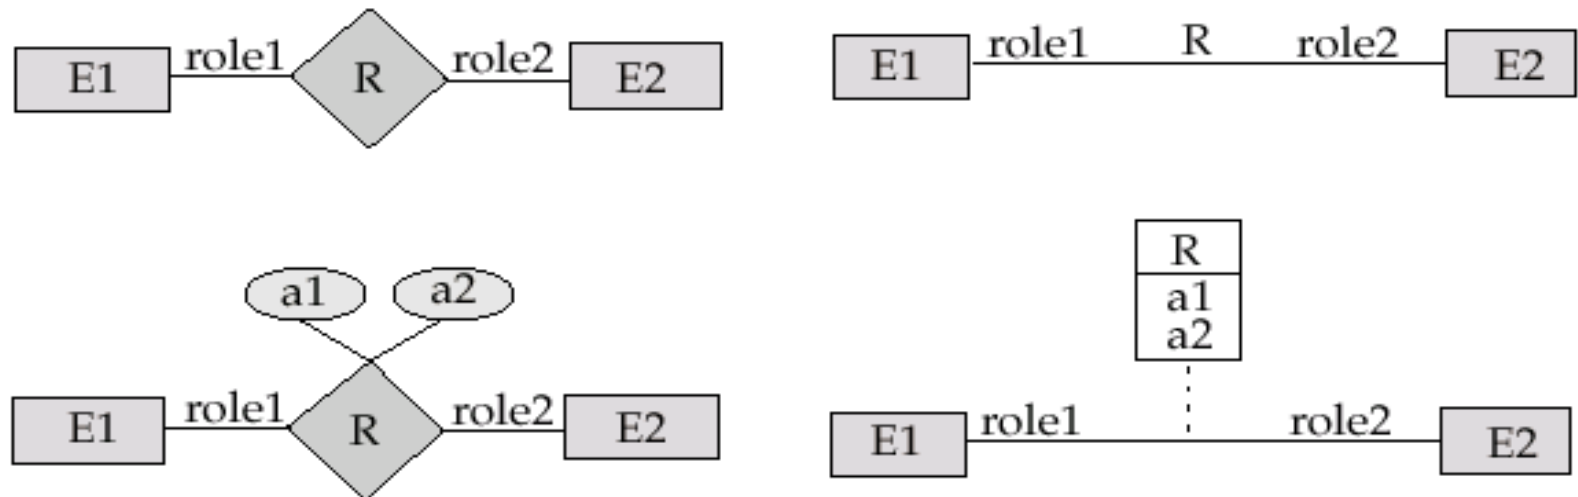 E1 role1 R role2 E2
E1 role1 R role2 E2
a1 a2
E1 role1 R role2 E2
R
a1
a2
E1 role1 role2 E2